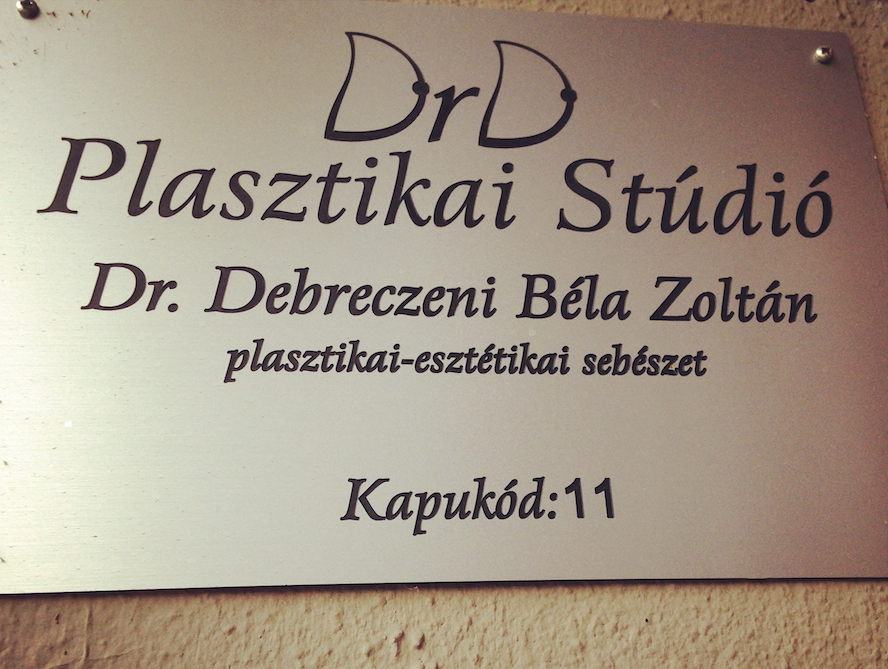 DrD
Plasztikai Stúdió
Dr. Debreczeni Béla Zoltán
plasztikai-esztétikai sebészet
Kapukód:11